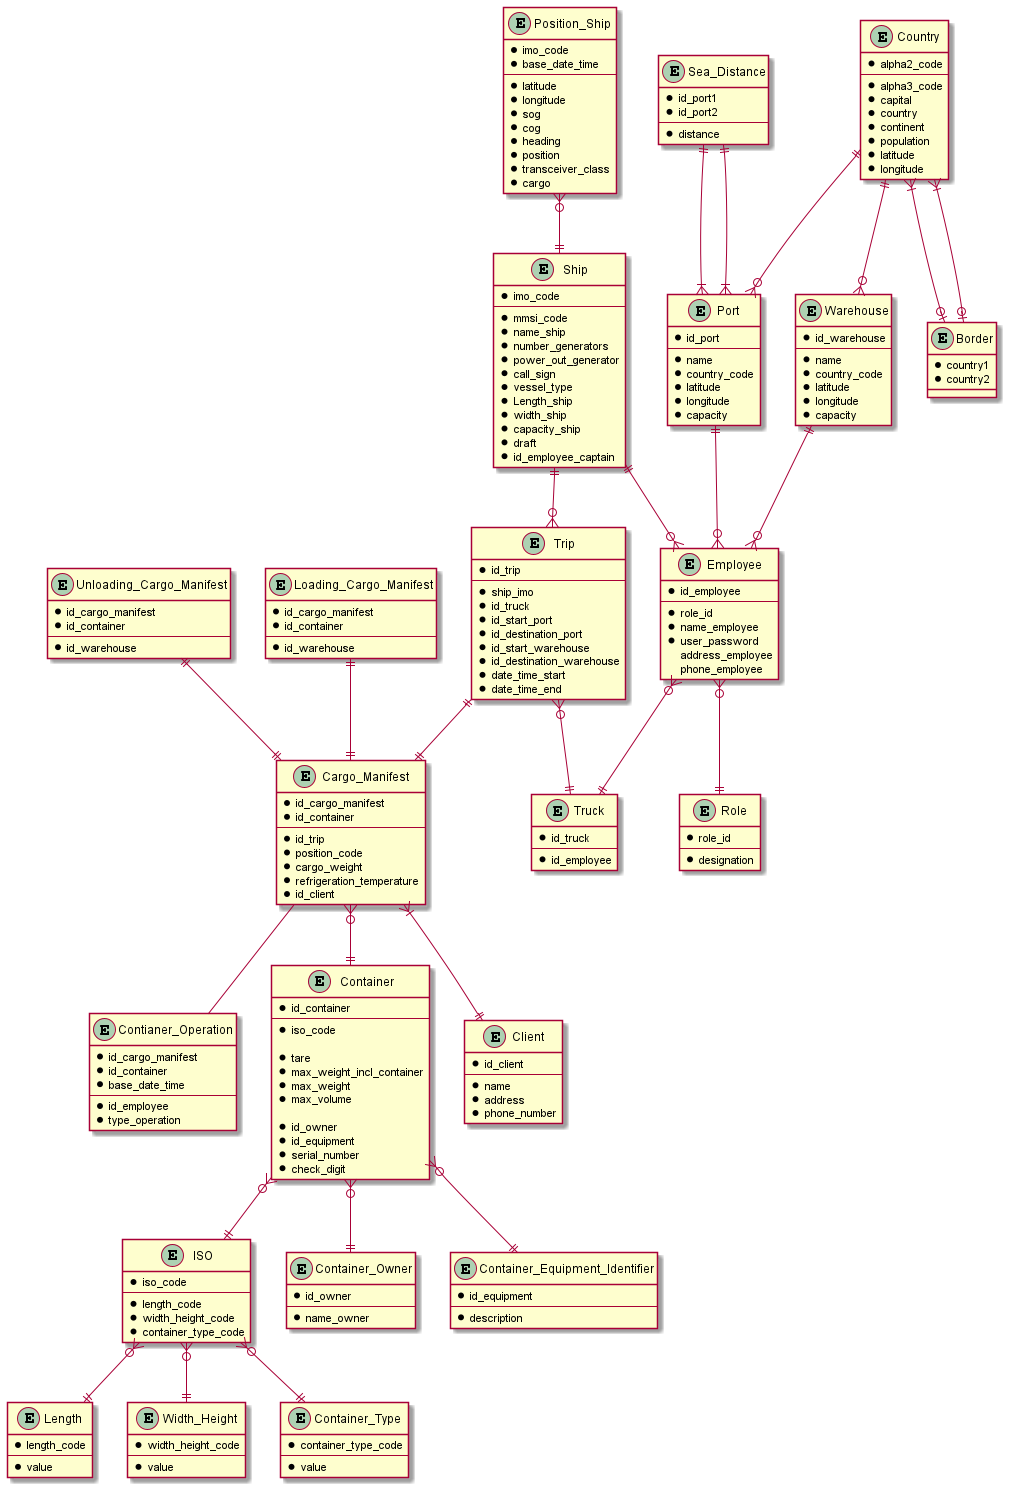 E Position_Ship
imo_code
base_date_time
latitude
longitude
sog
cog
heading
position
transceiver_class
cargo
E Sea_Distance
id_port1
id_port2
distance
E Country
alpha2_code
alpha3_code
capital
country
continent
population
latitude
longitude
E Ship
imo_code
mmsi_code
name_ship
number_generators
power_out_generator
call_sign
vessel_type
Length_ship
width_ship
capacity_ship
draft
id_employee_captain
E Port
id_port
name
country_code
latitude
longitude
capacity
E Warehouse
id_warehouse
name
country_code
latitude
longitude
capacity
E Border
country1
country2
E Unloading_Cargo_Manifest
id_cargo_manifest
id_container
id_warehouse
E Loading_Cargo_Manifest
id_cargo_manifest
id_container
id_warehouse
E Trip
id_trip
ship_imo
id_truck
id_start_port
id_destination_port
id_start_warehouse
id_destination_warehouse
date_time_start
date_time_end
E Employee
id_employee
role_id
name_employee
user_password
address_employee
phone_employee
E Cargo_Manifest
id_cargo_manifest
id_container
id_trip
position_code
cargo_weight
refrigeration_temperature
id_client
E Truck
id_truck
id_employee
E Role
role_id
designation
E Contianer_Operation
id_cargo_manifest
id_container
base_date_time
id_employee
type_operation
E Container
id_container
iso_code
tare
max_weight_incl_container
max_weight
max_volume
id_owner
id_equipment
serial_number
check_digit
E Client
id_client
name
address
phone_number
E ISO
iso_code
length_code
width_height_code
container_type_code
E Container_Owner
id_owner
name_owner
E Container_Equipment_Identifier
id_equipment
description
E Length
length_code
value
E Width_Height
width_height_code
value
E Container_Type
container_type_code
value